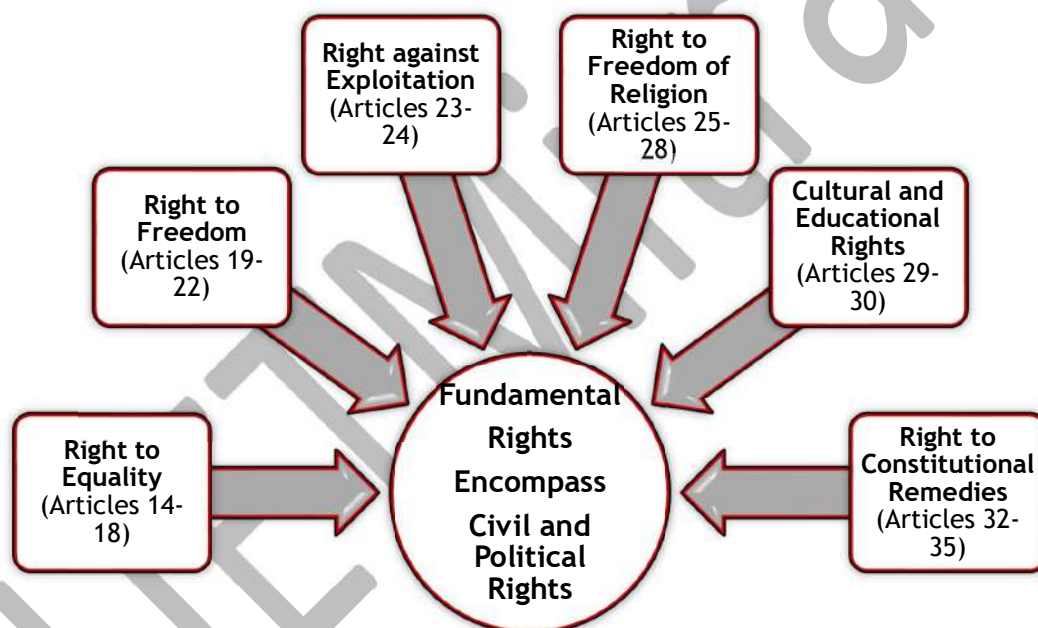 Right against
Exploitation
(Articles 23-
24)
Right to
Freedom of
Religion
(Articles 25-
28)
Right to
Freedom
(Articles 19-
22)
Cultural and
Educational
Rights
(Articles 29-
30)
Right to
Equality
(Articles 14-
18)
Fundamental
Rights
Encompass
Civil and
Political
Rights
Right to
Constitutional
Remedies
(Articles 32-
35)